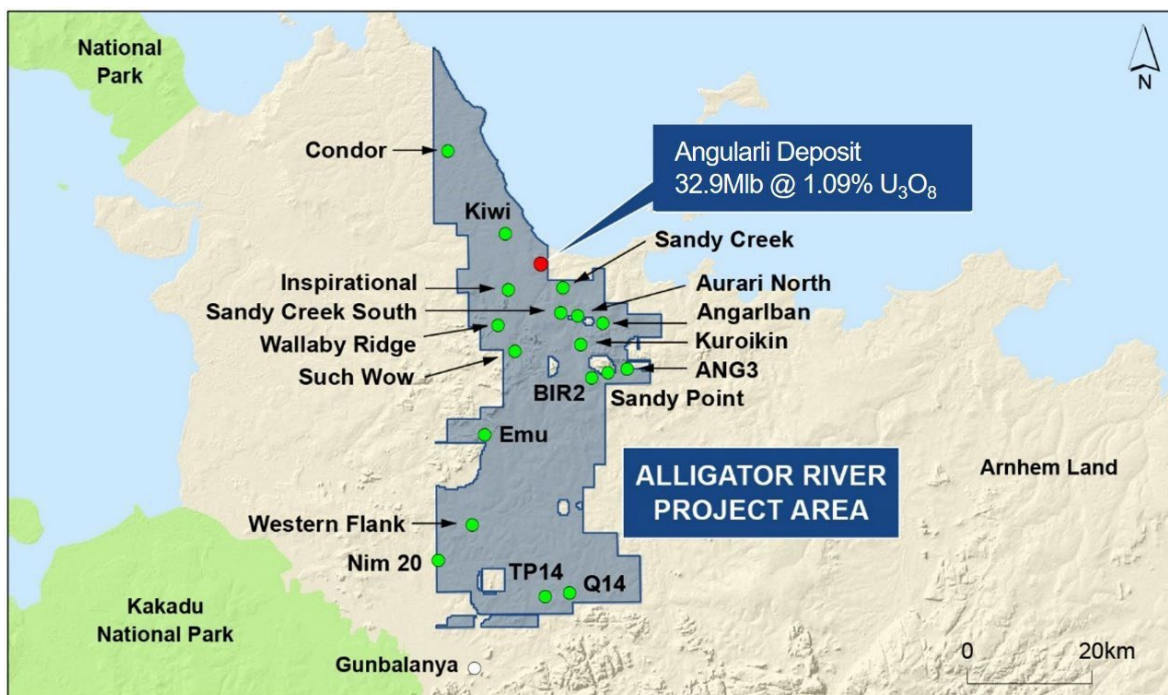 National
Park
N
Angularli Deposit
32.9Mlb @ 1.09% U₃O₈
Condor
Kiwi
Sandy Creek
Inspirational
Aurari North
Sandy Creek South
Angarlban
Wallaby Ridge
Kuroikin
Such Wow
ANG3
BIR2
Sandy Point
Emu
ALLIGATOR RIVER
PROJECT AREA
Arnhem Land
Western Flank
Nim 20
TP14
Q14
Kakadu
National Park
Gunbalanya
0
20km